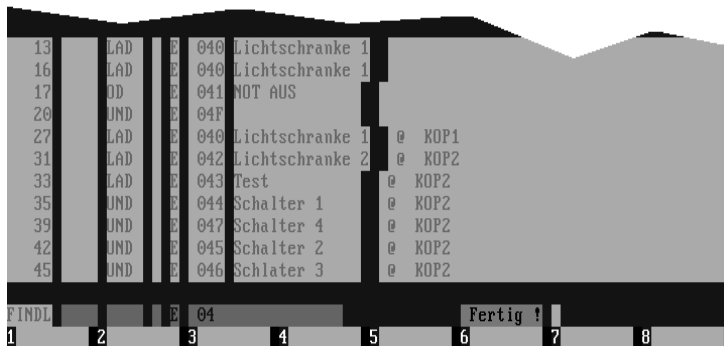 13 LAD E 040 Lichtschranke 1
16 LAD E 040 Lichtschranke 1
17 OD E 041 NOT AUS
20 UND E 04F
27 LAD E 040 Lichtschranke 1 @ KOP1
31 LAD E 042 Lichtschranke 2 @ KOP2
33 LAD E 043 Test @ KOP2
35 UND E 044 Schalter 1 @ KOP2
39 UND E 047 Schalter 4 @ KOP2
42 UND E 045 Schalter 2 @ KOP2
45 UND E 046 Schlater 3 @ KOP2
FINDL E 04 Fertig !
1 2 3 4 5 6 7 8